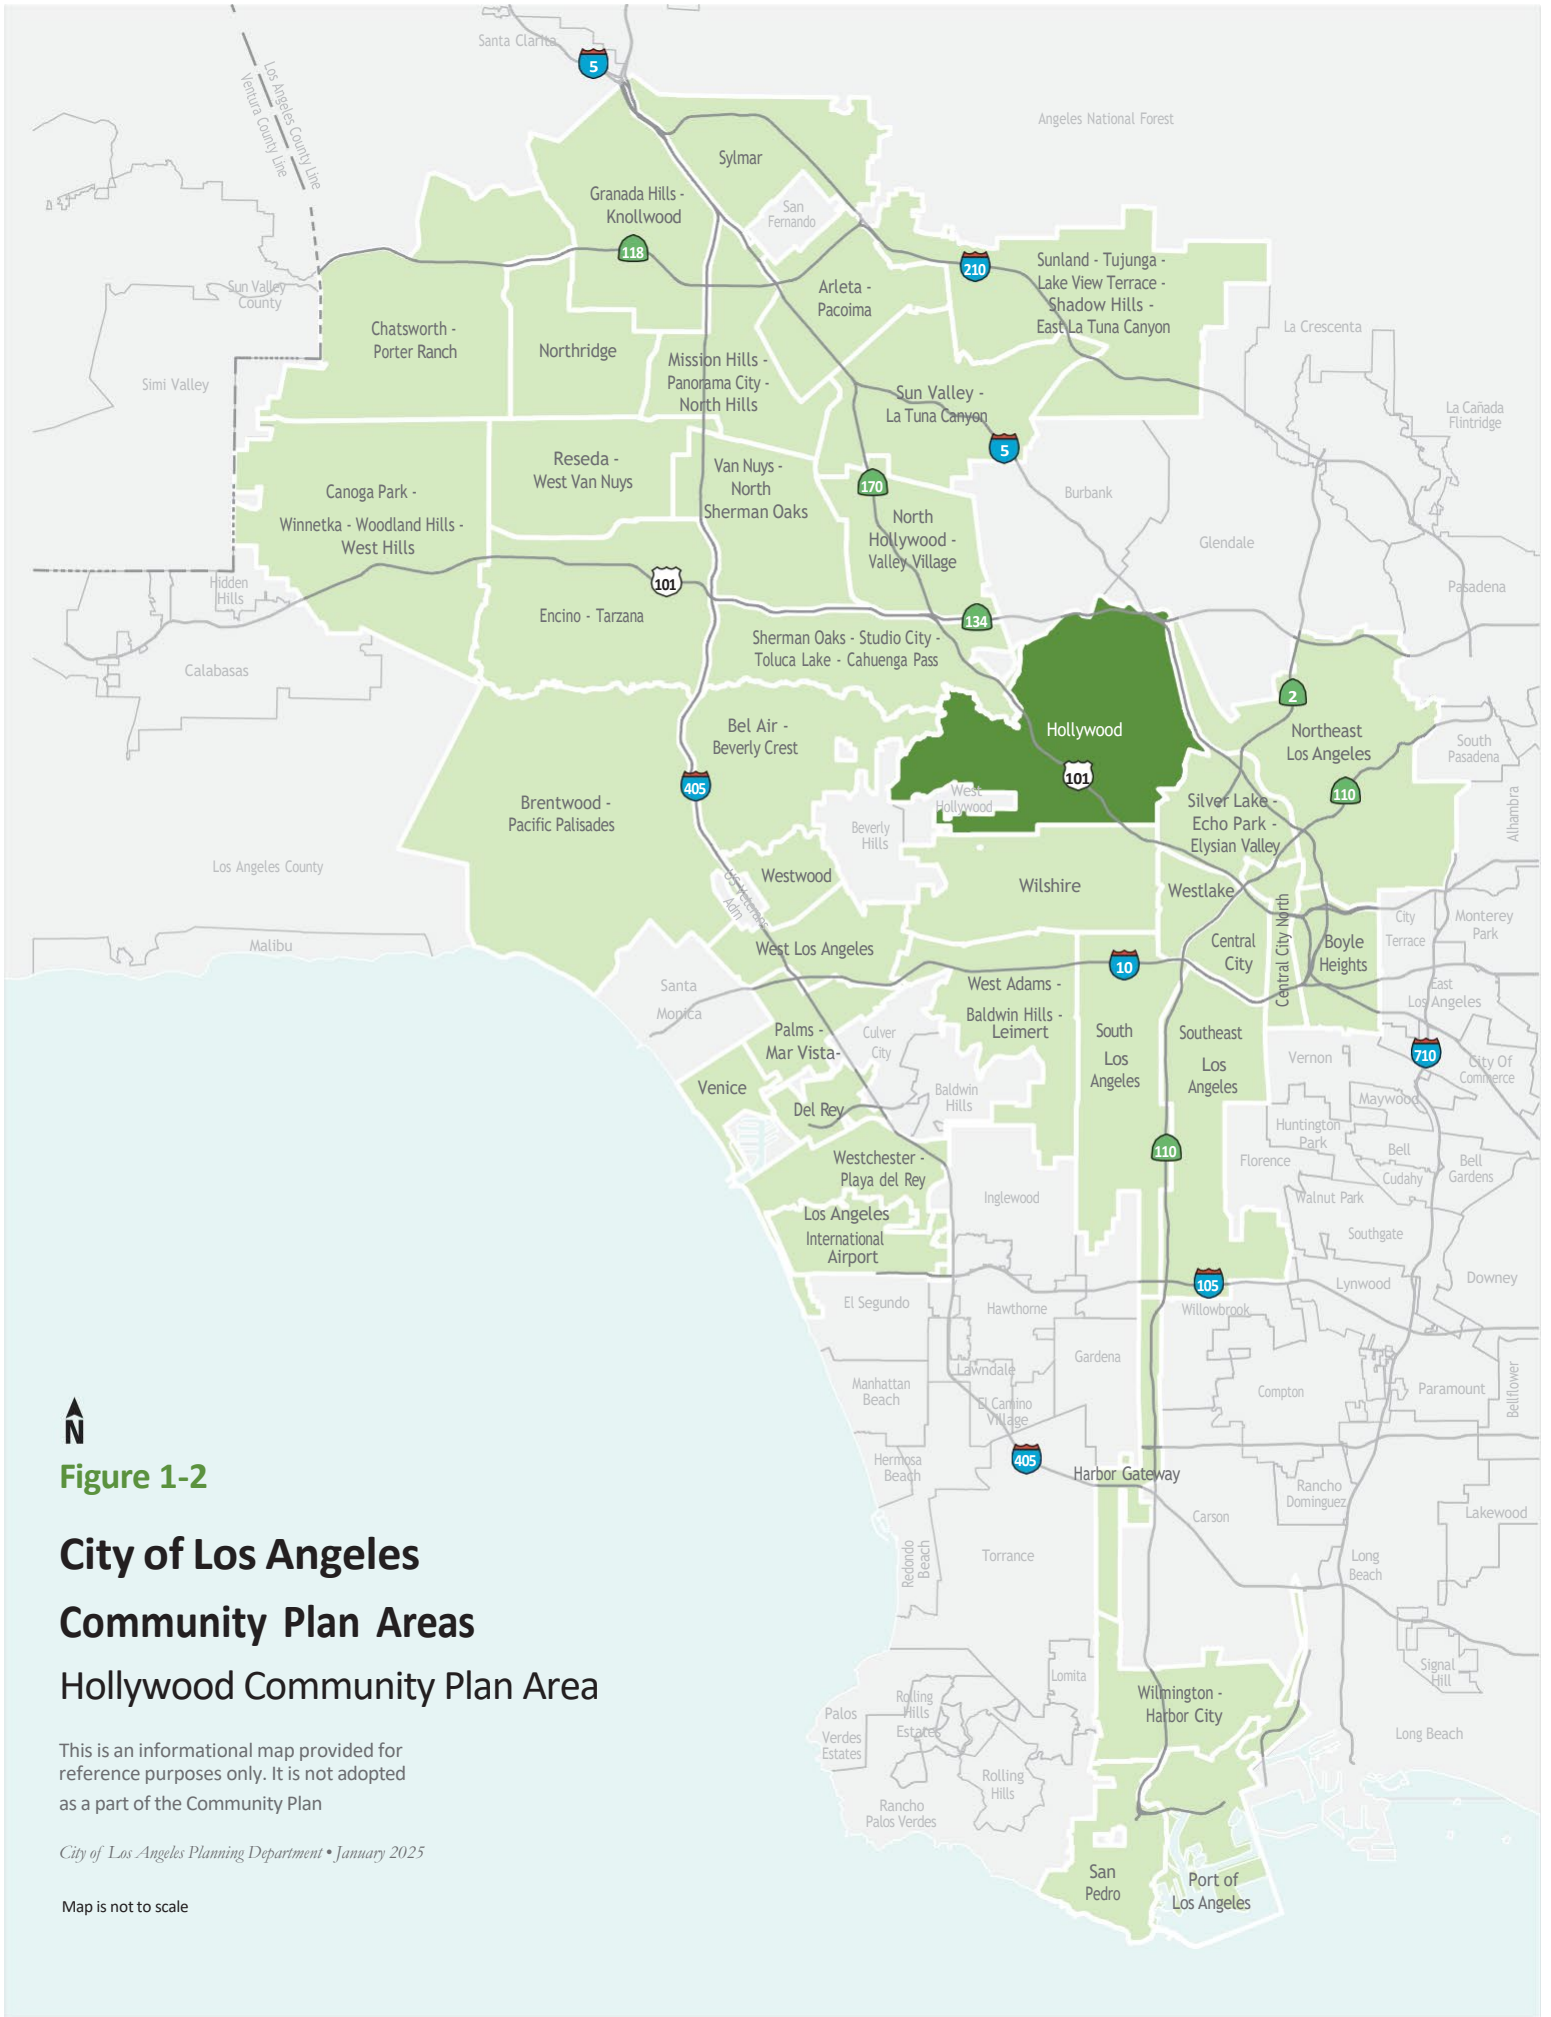 Santa Clarita
5
Los Angeles County Line
Ventura County Line
Angeles National Forest
Sylmar
Granada Hills -
Knollwood
San
Fernando
118
210
Sunland - Tujunga -
Lake View Terrace -
Shadow Hills -
East La Tuna Canyon
Sun Valley
County
Arleta -
Pacoima
Chatsworth -
Porter Ranch
Northridge
La Crescenta
Mission Hills -
Panorama City -
North Hills
Simi Valley
Sun Valley -
La Tuna Canyon
La Cañada
Flintridge
5
Reseda -
West Van Nuys
Van Nuys -
North
Sherman Oaks
170
Canoga Park -
Winnetka - Woodland Hills -
West Hills
Burbank
North
Hollywood -
Valley Village
Glendale
Hidden
Hills
101
Pasadena
Encino - Tarzana
134
Sherman Oaks - Studio City -
Toluca Lake - Cahuenga Pass
Calabasas
2
Bel Air -
Beverly Crest
Hollywood
Northeast
Los Angeles
South
Pasadena
101
405
110
West
Hollywood
Brentwood -
Pacific Palisades
Silver Lake -
Echo Park -
Elysian Valley
Alhambra
Beverly
Hills
Los Angeles County
US Veterans
Adm
Westwood
Wilshire
Westlake
City
Terrace
Monterey
Park
Malibu
West Los Angeles
Central
City
Central City North
Boyle
Heights
10
Santa
Monica
West Adams -
Baldwin Hills -
Leimert
East
Los Angeles
Palms -
Mar Vista-
Culver
City
South
Los
Angeles
Southeast
Los
Angeles
Vernon
710
City Of
Commerce
Venice
Del Rey
Baldwin
Hills
Maywood
Huntington
Park
110
Florence
Bell
Bell
Gardens
Cudahy
Westchester -
Playa del Rey
Inglewood
Walnut Park
Los Angeles
International
Airport
Southgate
105
Lynwood
Downey
El Segundo
Hawthorne
Willowbrook
Gardena
Lawndale
Manhattan
Beach
El Camino
Village
Compton
Paramount
Bellflower
N
Figure 1-2
Hermosa
Beach
405
Harbor Gateway
Rancho
Dominguez
Carson
Lakewood
City of Los Angeles
Community Plan Areas
Hollywood Community Plan Area
Redondo
Beach
Torrance
Long
Beach
Lomita
Signal
Hill
Rolling
Hills
Estates
Wilmington -
Harbor City
Palos
Verdes
Estates
Long Beach
This is an informational map provided for
reference purposes only. It is not adopted
as a part of the Community Plan
Rolling
Hills
Rancho
Palos Verdes
City of Los Angeles Planning Department • January 2025
San
Pedro
Port of
Los Angeles
Map is not to scale